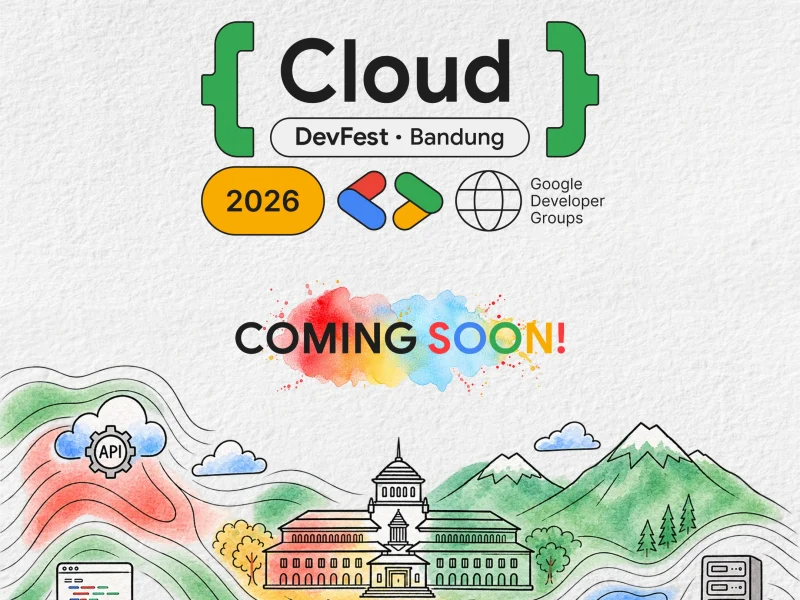 Cloud
DevFest • Bandung
2026
Google
Developer
Groups
COMING SOON!
API